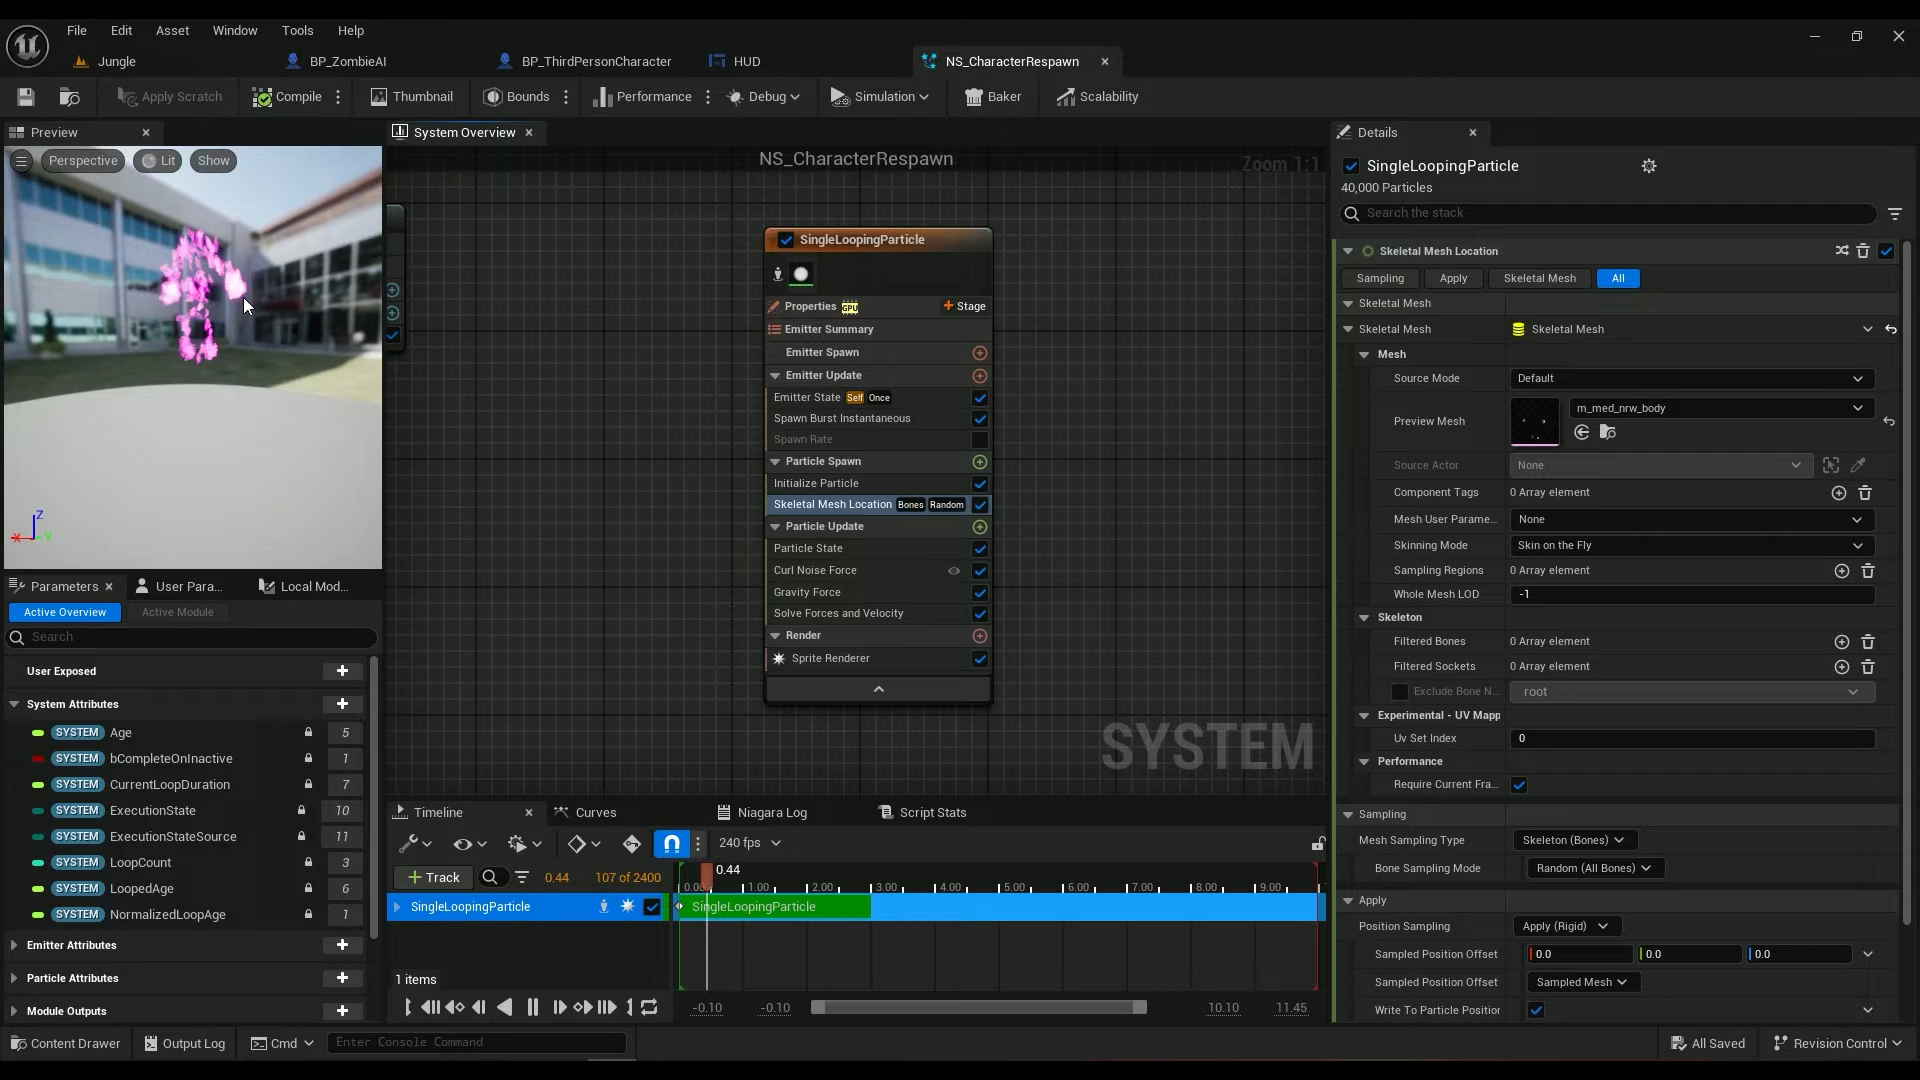 File Edit Asset Window Tools Help
Jungle BP_ZombieAI BP_ThirdPersonCharacter HUD NS_CharacterRespawn
Apply Scratch Compile Thumbnail Bounds Performance Debug Simulation Baker Scalability
Preview
Perspective Lit Show
X Z Y
Parameters User Para... Local Mod...
Active Overview Active Module
Search
User Exposed
System Attributes
SYSTEM Age 5
SYSTEM bCompleteOnInactive 1
SYSTEM CurrentLoopDuration 7
SYSTEM ExecutionState 10
SYSTEM ExecutionStateSource 11
SYSTEM LoopCount 3
SYSTEM LoopedAge 6
SYSTEM NormalizedLoopAge 1
Emitter Attributes
Particle Attributes
Module Outputs
System Overview
NS_CharacterRespawn
Zoom 1:1
SingleLoopingParticle
Properties GPU Stage
Emitter Summary
Emitter Spawn
Emitter Update
Emitter State Self Once
Spawn Burst Instantaneous
Spawn Rate
Particle Spawn
Initialize Particle
Skeletal Mesh Location Bones Random
Particle Update
Particle State
Curl Noise Force
Gravity Force
Solve Forces and Velocity
Render
Sprite Renderer
SYSTEM
Timeline Curves Niagara Log Script Stats
240 fps
+ Track 0.44 107 of 2400
0.44
0.00 1.00 2.00 3.00 4.00 5.00 6.00 7.00 8.00 9.00
SingleLoopingParticle SingleLoopingParticle
1 items
-0.10 -0.10 10.10 11.45
Details
SingleLoopingParticle
40,000 Particles
Search the stack
Skeletal Mesh Location
Sampling Apply Skeletal Mesh All
Skeletal Mesh
Skeletal Mesh Skeletal Mesh
Mesh
Source Mode Default
Preview Mesh m_med_nrw_body
Source Actor None
Component Tags 0 Array element
Mesh User Parame... None
Skinning Mode Skin on the Fly
Sampling Regions 0 Array element
Whole Mesh LOD -1
Skeleton
Filtered Bones 0 Array element
Filtered Sockets 0 Array element
Exclude Bone N... root
Experimental - UV Mapp
Uv Set Index 0
Performance
Require Current Fra...
Sampling
Mesh Sampling Type Skeleton (Bones)
Bone Sampling Mode Random (All Bones)
Apply
Position Sampling Apply (Rigid)
Sampled Position Offset 0.0 0.0 0.0
Sampled Position Offset Sampled Mesh
Write To Particle Position
Content Drawer Output Log Cmd Enter Console Command All Saved Revision Control